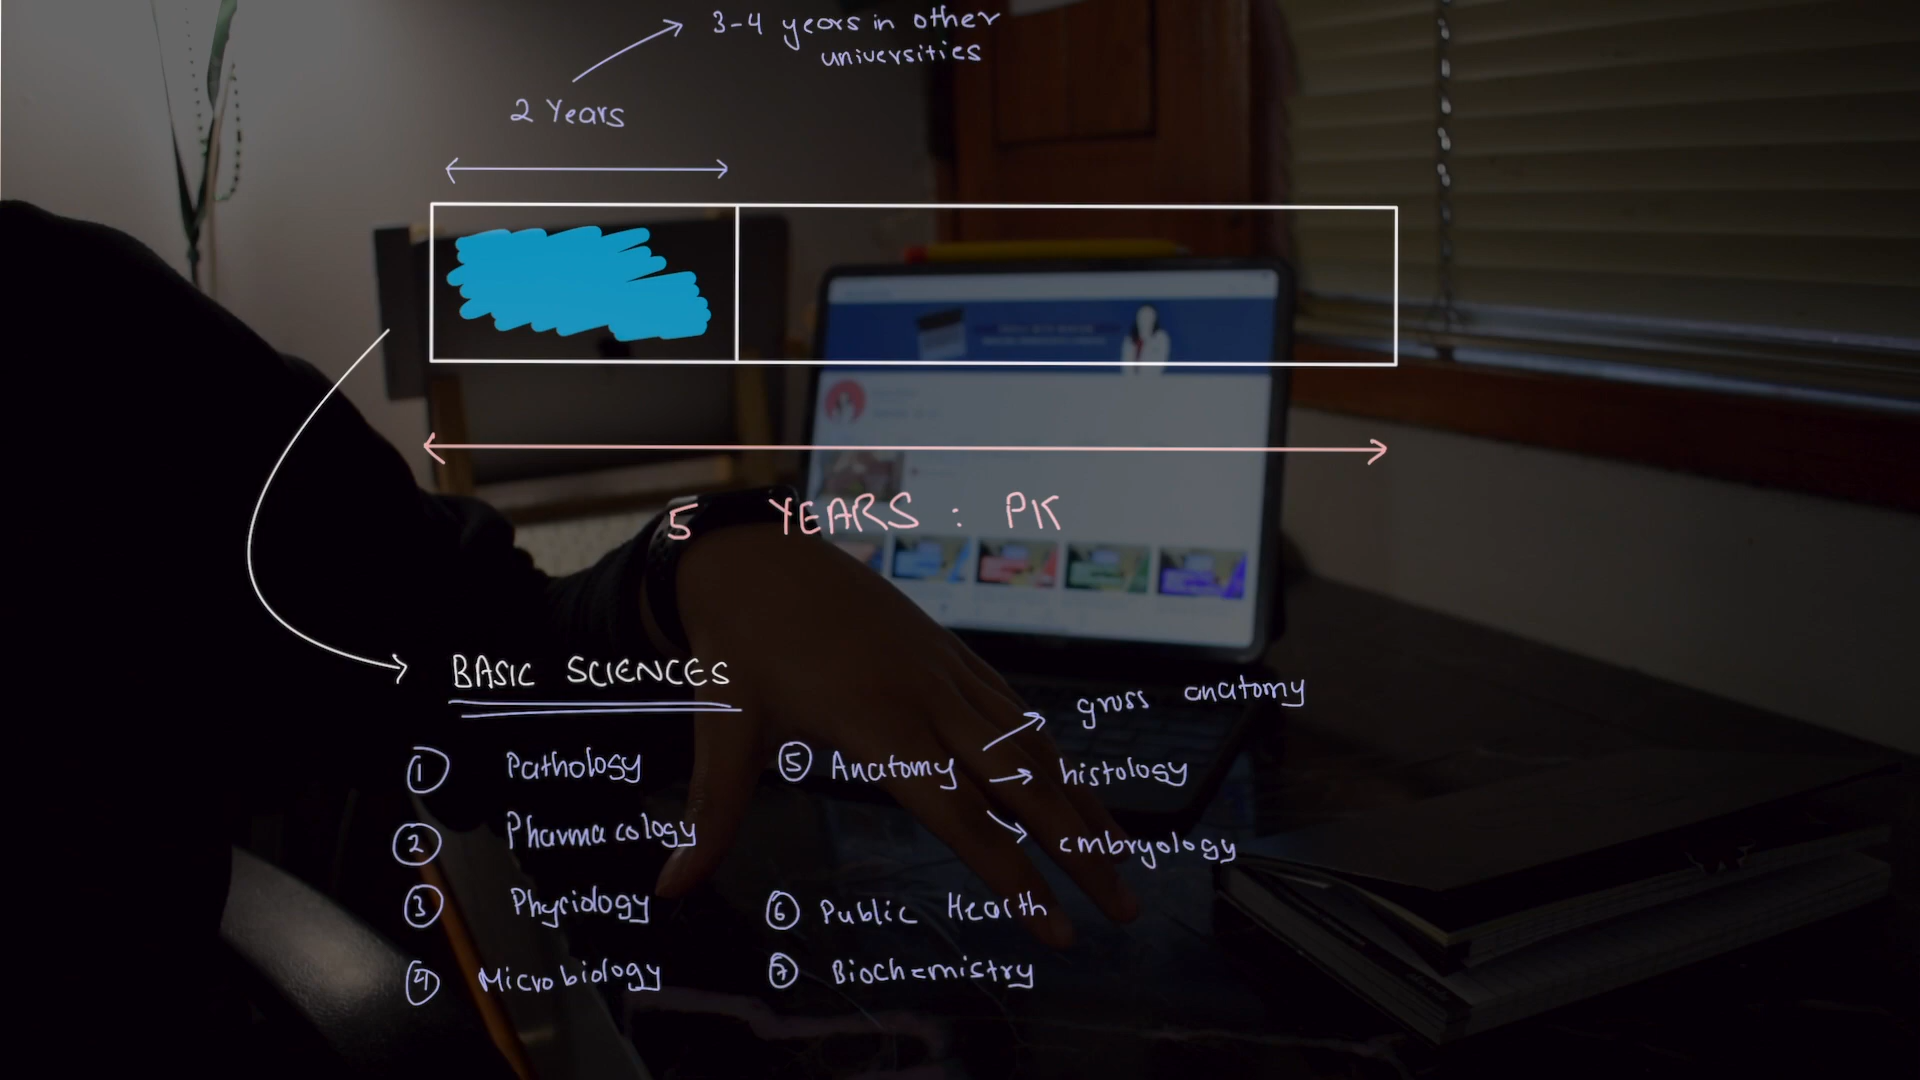 3-4 years in other
universities
2 Years
5 YEARS : PK
BASIC SCIENCES
1 Pathology
2 Pharmacology
3 Physiology
4 Microbiology
5 Anatomy
gross anatomy
histology
embryology
6 Public Health
7 Biochemistry